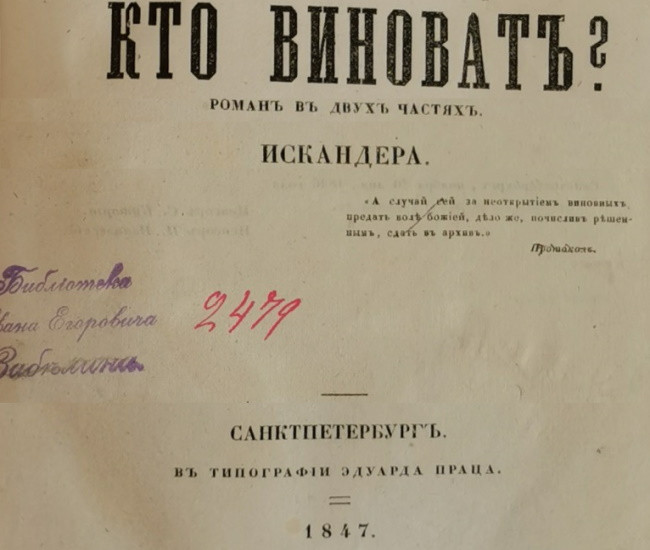 КТО ВИНОВАТЪ?
РОМАНЪ ВЪ ДВУХЪ ЧАСТЯХЪ.
ИСКАНДЕРА.
«А случай сей за неоткрытіемъ виновныхъ
предать волѣ божіей, дѣло же, почисливъ рѣшен-
нымъ, сдать въ архивъ.»
Протоколъ.
Библіотека
вана Егоровича
Забѣлина.
2479
САНКТПЕТЕРБУРГЪ.
ВЪ ТИПОГРАФІИ ЭДУАРДА ПРАЦА.
1847.